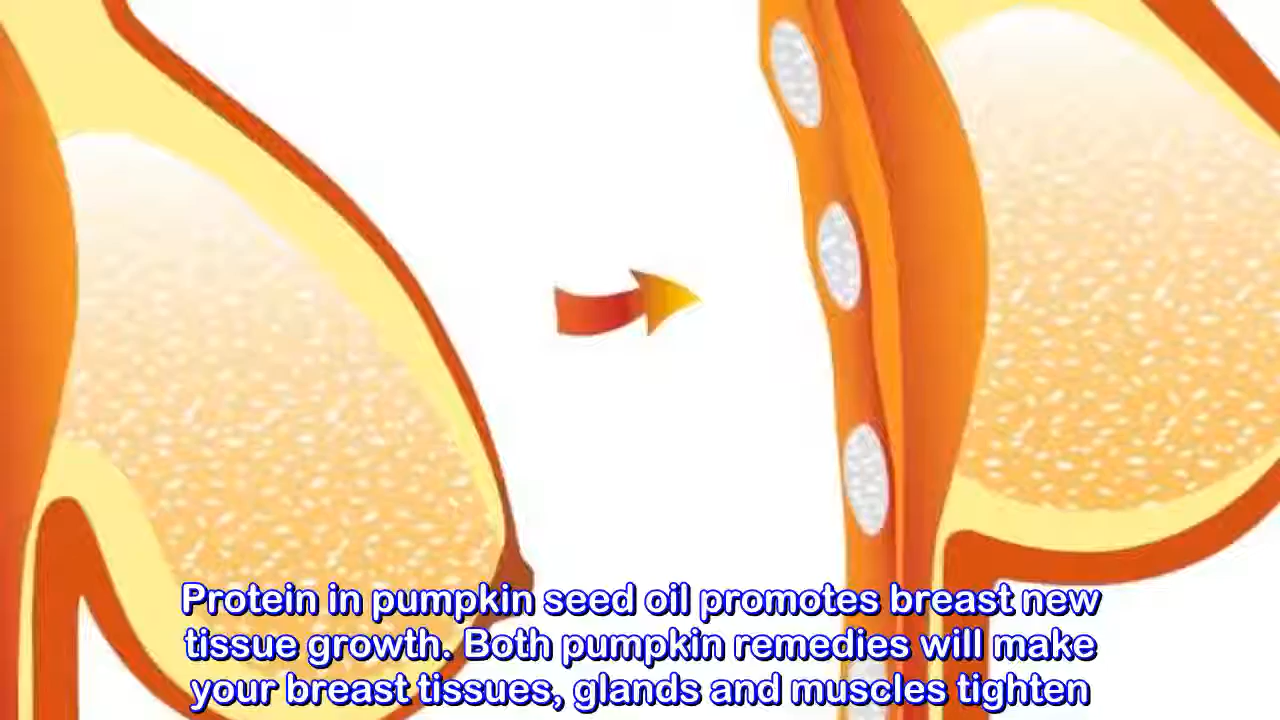 Protein in pumpkin seed oil promotes breast new
tissue growth. Both pumpkin remedies will make
your breast tissues, glands and muscles tighten